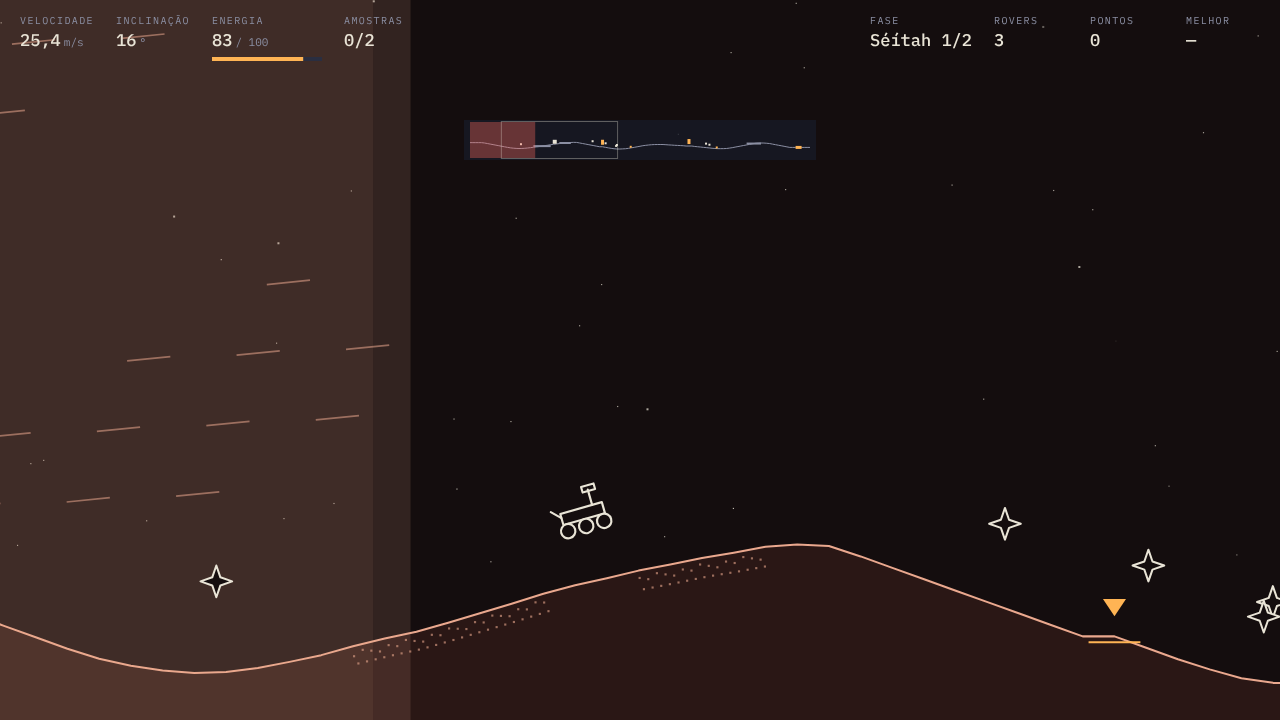 VELOCIDADE INCLINAÇÃO ENERGIA AMOSTRAS FASE ROVERS PONTOS MELHOR
25,4 m/s 16 ° 83 / 100 0/2 Séítah 1/2 3 0 —